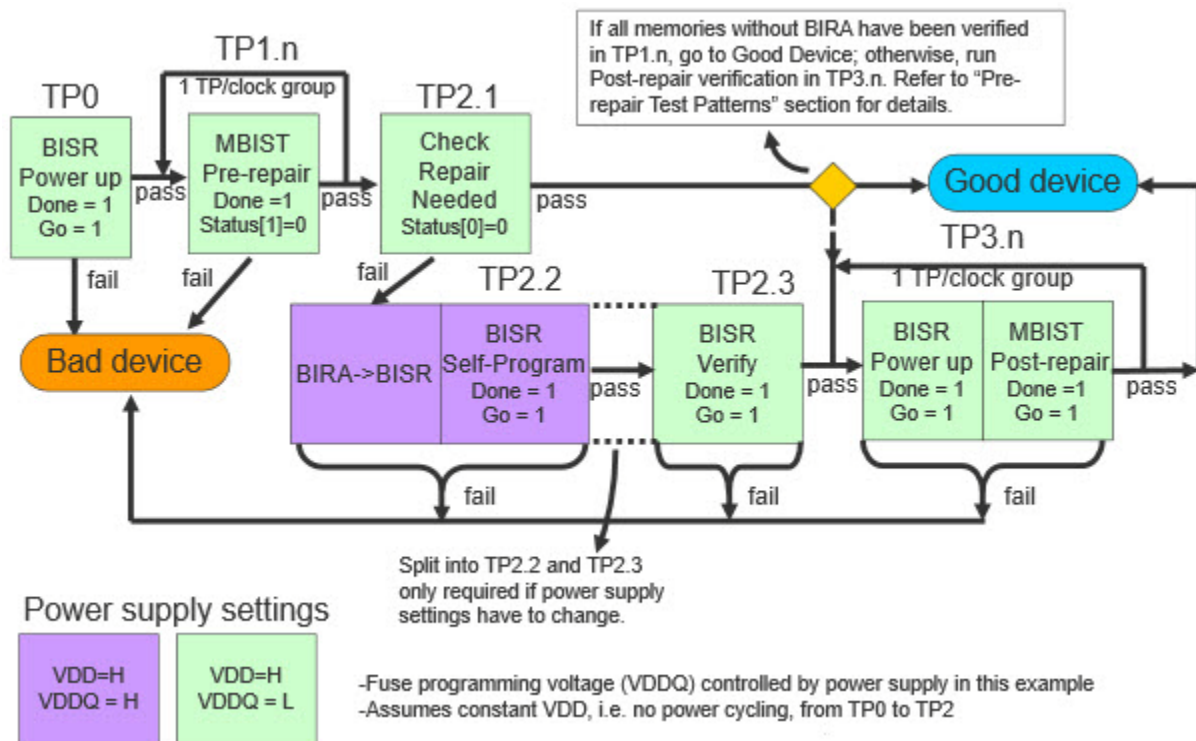 If all memories without BIRA have been verified
in TP1.n, go to Good Device; otherwise, run
Post-repair verification in TP3.n. Refer to “Pre-
repair Test Patterns” section for details.
TP1.n
1 TP/clock group
TP0
BISR
Power up
Done = 1
Go = 1
pass
fail
MBIST
Pre-repair
Done =1
Status[1]=0
pass
fail
TP2.1
Check
Repair
Needed
Status[0]=0
pass
fail
Good device
Bad device
TP2.2
BIRA->BISR
BISR
Self-Program
Done = 1
Go = 1
pass
fail
TP2.3
BISR
Verify
Done = 1
Go = 1
pass
fail
TP3.n
1 TP/clock group
BISR
Power up
Done = 1
Go = 1
MBIST
Post-repair
Done =1
Go = 1
pass
fail
Split into TP2.2 and TP2.3
only required if power supply
settings have to change.
Power supply settings
VDD=H
VDDQ = H
VDD=H
VDDQ = L
-Fuse programming voltage (VDDQ) controlled by power supply in this example
-Assumes constant VDD, i.e. no power cycling, from TP0 to TP2